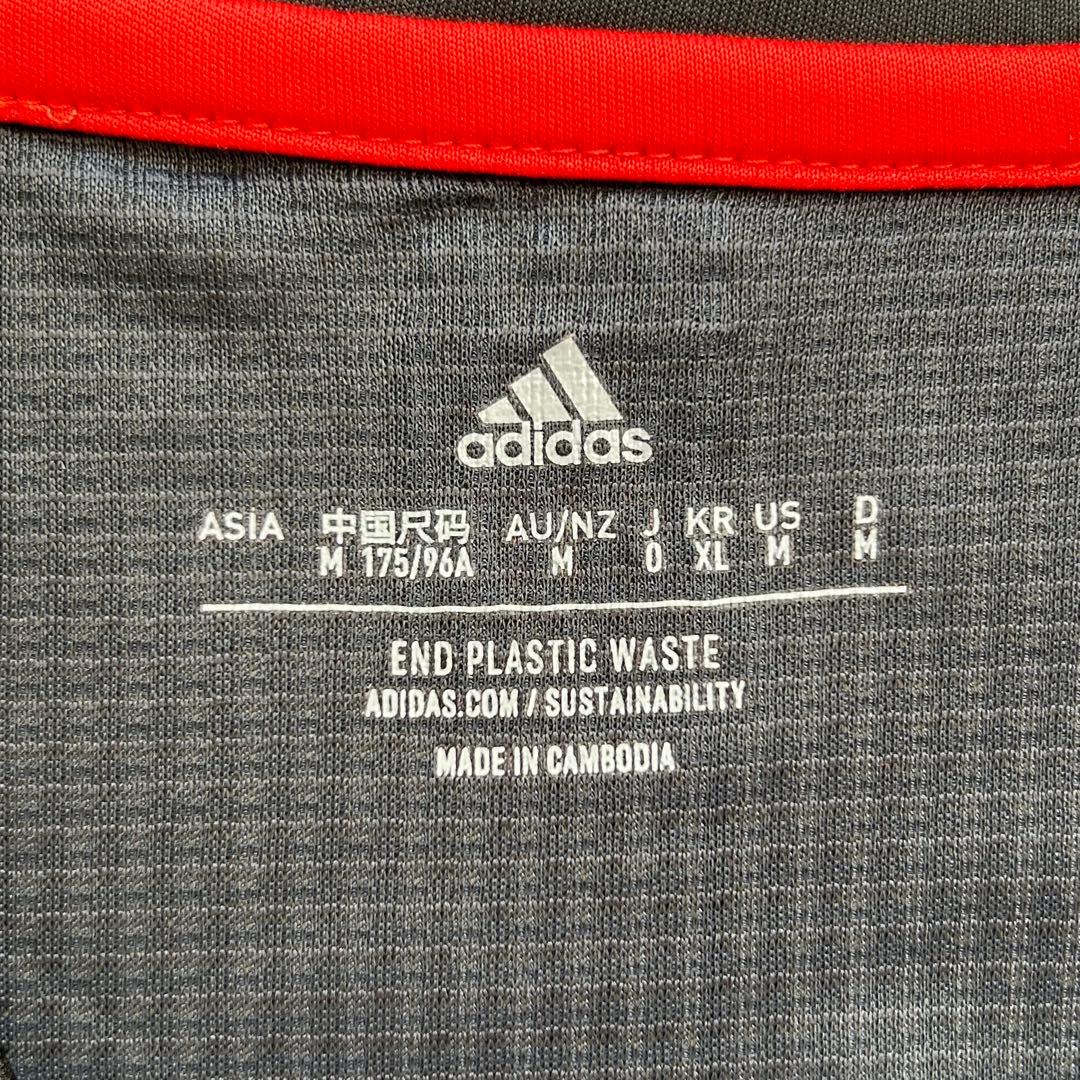 adidas
ASIA 中国尺码 AU/NZ J KR US D
M 175/96A M O XL M M
END PLASTIC WASTE
ADIDAS.COM / SUSTAINABILITY
MADE IN CAMBODIA